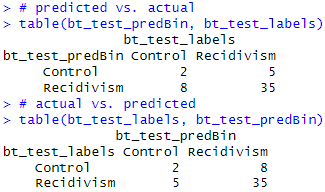 > # predicted vs. actual
> table(bt_test_predBin, bt_test_labels)
bt_test_labels
bt_test_predBin Control Recidivism
Control 2 5
Recidivism 8 35
> # actual vs. predicted
> table(bt_test_labels, bt_test_predBin)
bt_test_predBin
bt_test_labels Control Recidivism
Control 2 8
Recidivism 5 35